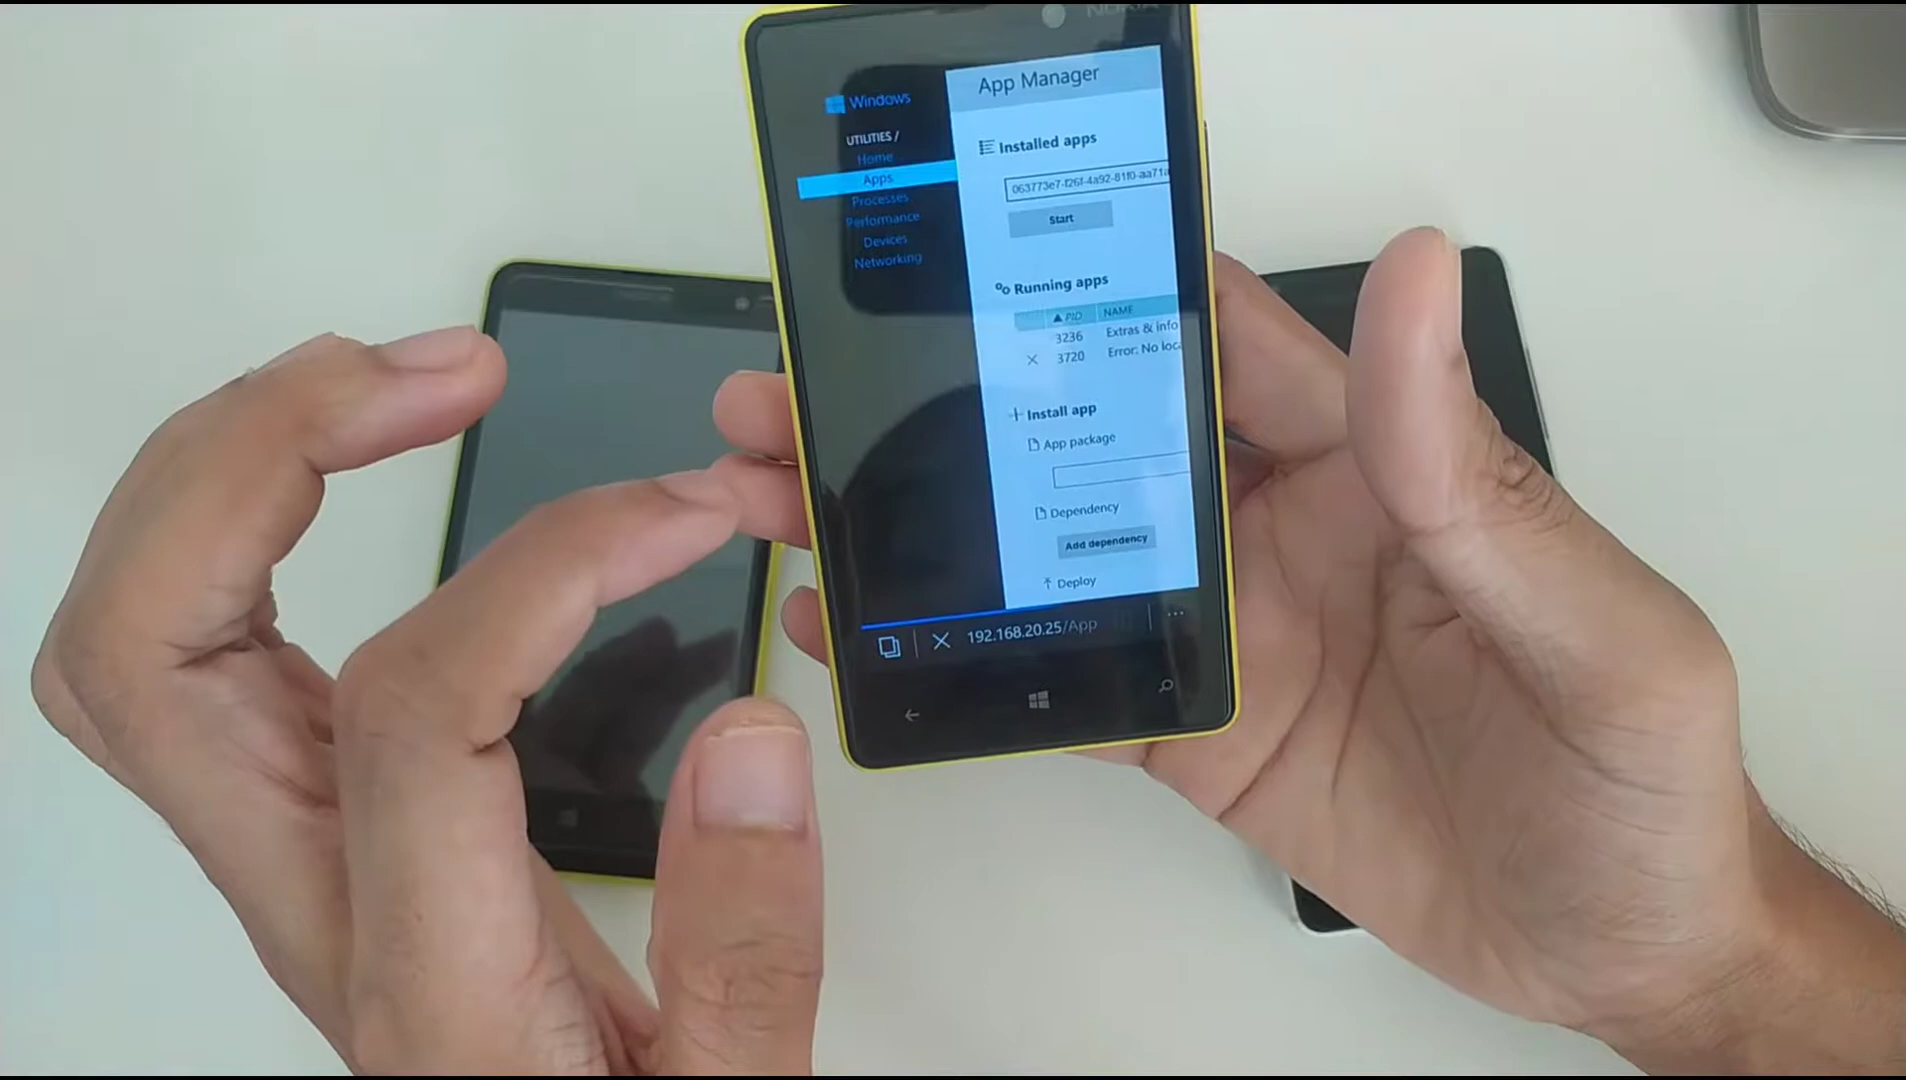 NOKIA
Windows
UTILITIES /
Home
Apps
Processes
Performance
Devices
Networking
App Manager
Installed apps
063773e7-f26f-4a92-81f0-aa71a
Start
Running apps
▲ PID NAME
3236 Extras & info
3720 Error: No loc
Install app
App package
Dependency
Add dependency
Deploy
192.168.20.25/App